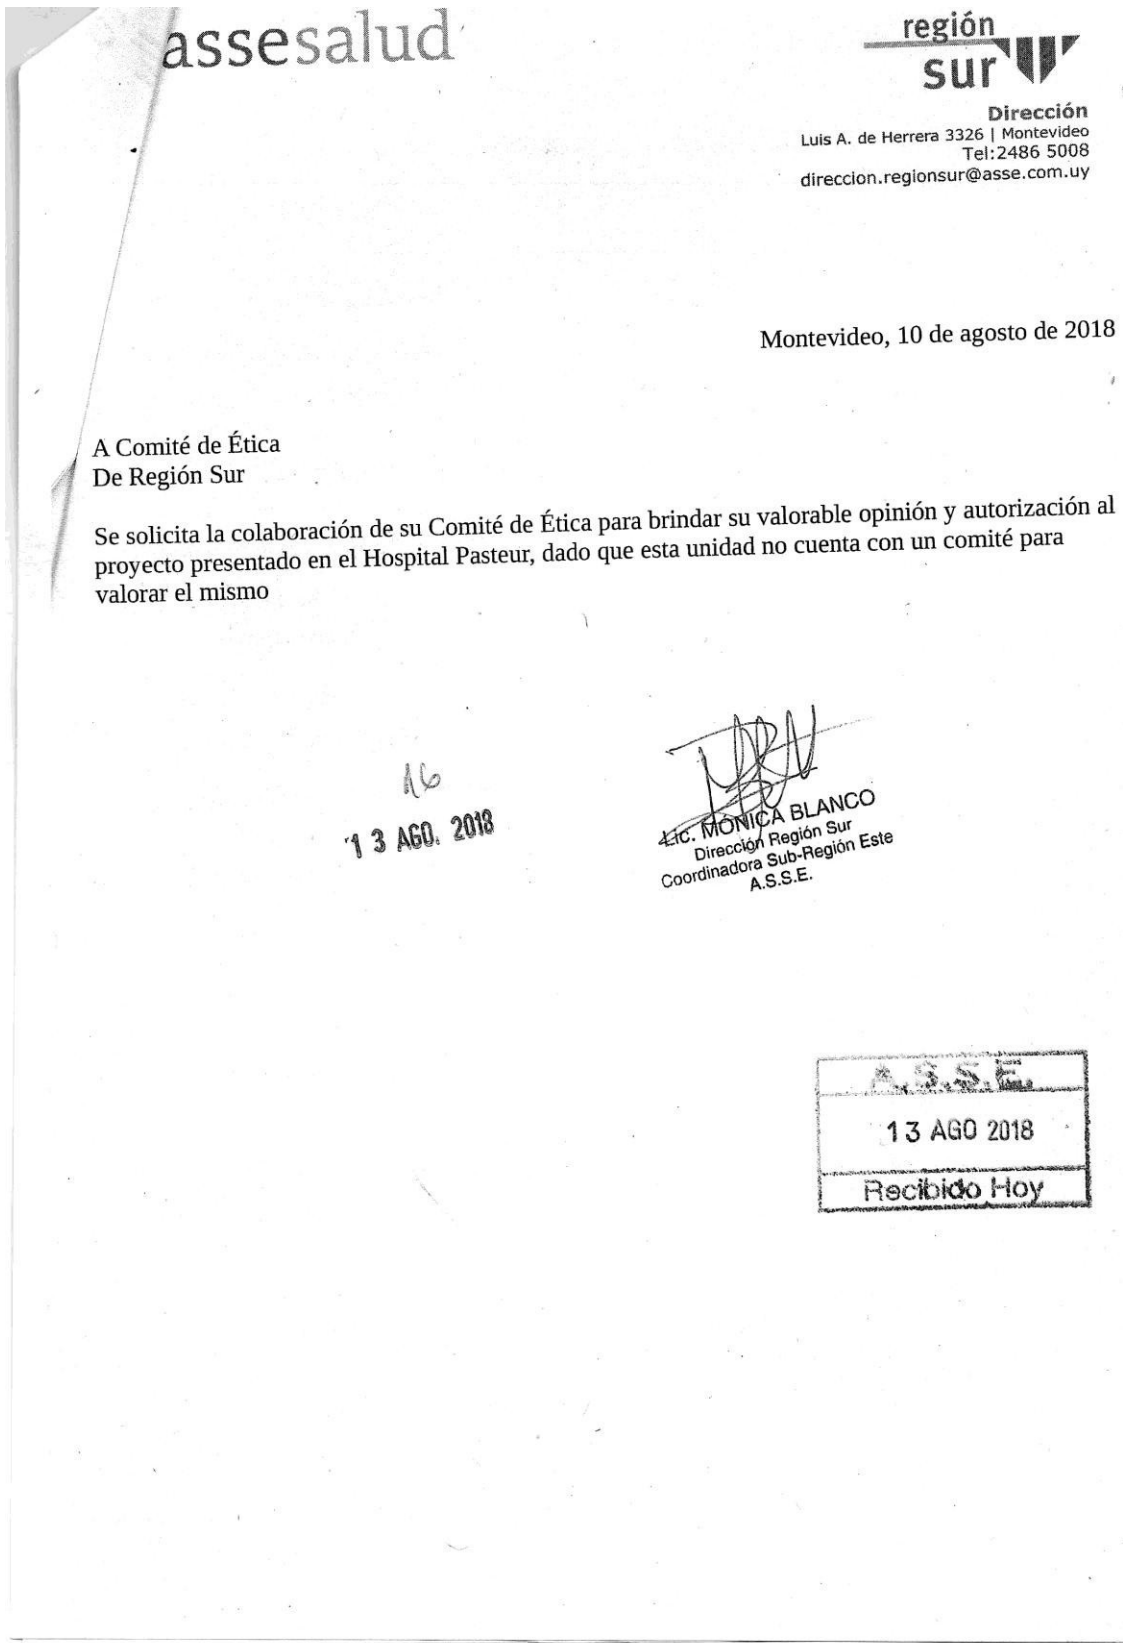 assesalud
región
sur
Dirección
Luis A. de Herrera 3326 | Montevideo
Tel:2486 5008
direccion.regionsur@asse.com.uy
Montevideo, 10 de agosto de 2018
A Comité de Ética
De Región Sur
Se solicita la colaboración de su Comité de Ética para brindar su valorable opinión y autorización al
proyecto presentado en el Hospital Pasteur, dado que esta unidad no cuenta con un comité para
valorar el mismo
16
13 AGO. 2018
Lic. MÓNICA BLANCO
Dirección Región Sur
Coordinadora Sub-Región Este
A.S.S.E.
A.S.S.E.
13 AGO 2018
Recibido Hoy